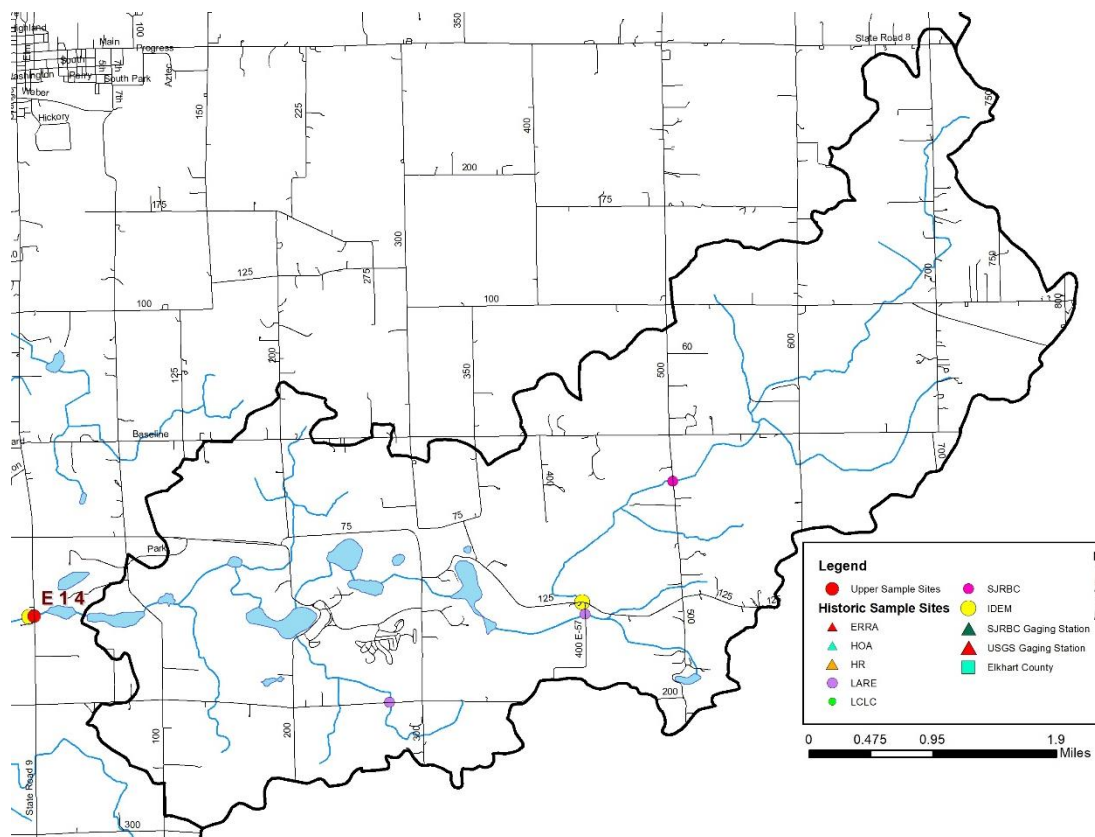 Highland
100
350
State Road 8
Main
Progress
South
5th
7th
Aztec
Washington
Perry
South Park
Weber
7th
750
Hickory
150
225
400
200
175
175
300
750
125
275
700
100
100
800
60
600
200
125
350
500
Baseline
700
400
75
75
Park
E14
125
125
500
400 E-57
200
200
300
100
State Road 9
300
Legend
Upper Sample Sites
Historic Sample Sites
ERRA
HOA
HR
LARE
LCLC
SJRBC
IDEM
SJRBC Gaging Station
USGS Gaging Station
Elkhart County
0 0.475 0.95 1.9
Miles